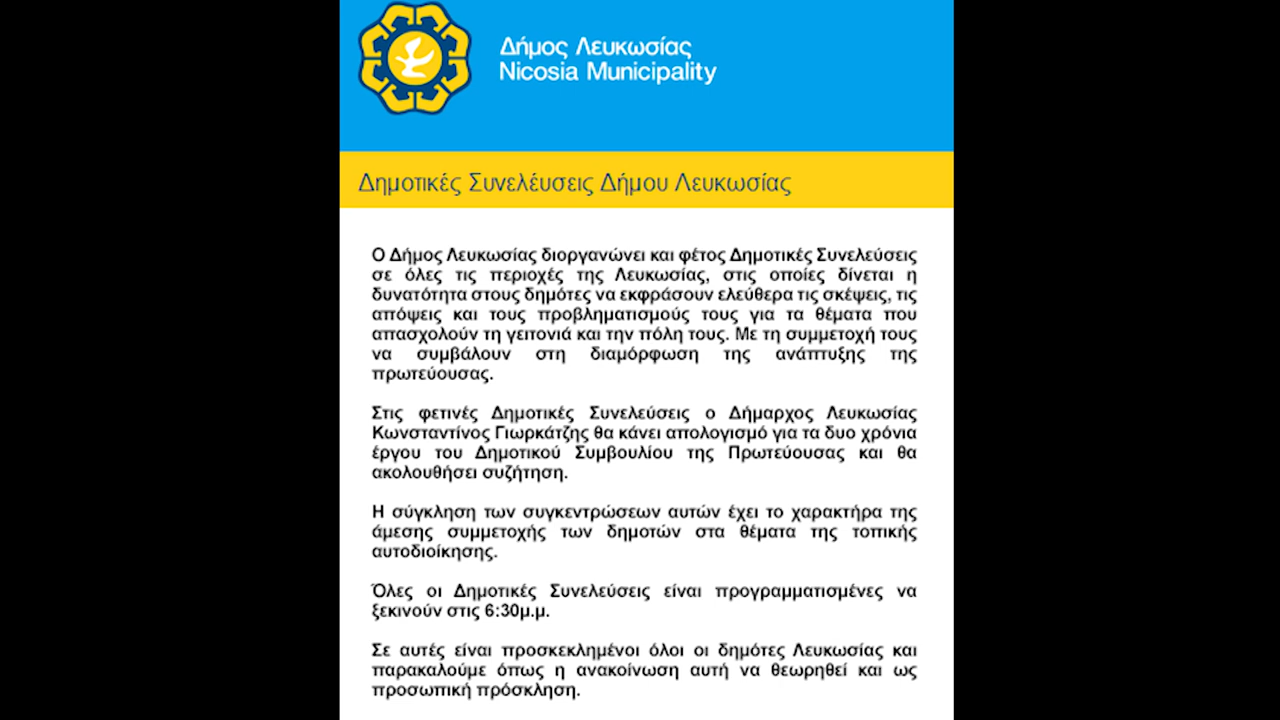 Δήμος Λευκωσίας
Nicosia Municipality
Δημοτικές Συνελέυσεις Δήμου Λευκωσίας
Ο Δήμος Λευκωσίας διοργανώνει και φέτος Δημοτικές Συνελεύσεις
σε όλες τις περιοχές της Λευκωσίας, στις οποίες δίνεται η
δυνατότητα στους δημότες να εκφράσουν ελεύθερα τις σκέψεις, τις
απόψεις και τους προβληματισμούς τους για τα θέματα που
απασχολούν τη γειτονιά και την πόλη τους. Με τη συμμετοχή τους
να συμβάλουν στη διαμόρφωση της ανάπτυξης της
πρωτεύουσας.
Στις φετινές Δημοτικές Συνελεύσεις ο Δήμαρχος Λευκωσίας
Κωνσταντίνος Γιωρκάτζης θα κάνει απολογισμό για τα δυο χρόνια
έργου του Δημοτικού Συμβουλίου της Πρωτεύουσας και θα
ακολουθήσει συζήτηση.
Η σύγκληση των συγκεντρώσεων αυτών έχει το χαρακτήρα της
άμεσης συμμετοχής των δημοτών στα θέματα της τοπικής
αυτοδιοίκησης.
Όλες οι Δημοτικές Συνελεύσεις είναι προγραμματισμένες να
ξεκινούν στις 6:30μ.μ.
Σε αυτές είναι προσκεκλημένοι όλοι οι δημότες Λευκωσίας και
παρακαλούμε όπως η ανακοίνωση αυτή να θεωρηθεί και ως
προσωπική πρόσκληση.